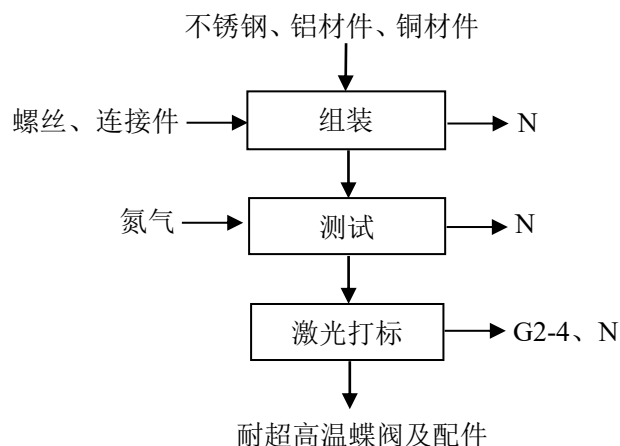 不锈钢、铝材件、铜材件
螺丝、连接件
组装
N
氮气
测试
N
激光打标
G2-4、N
耐超高温蝶阀及配件